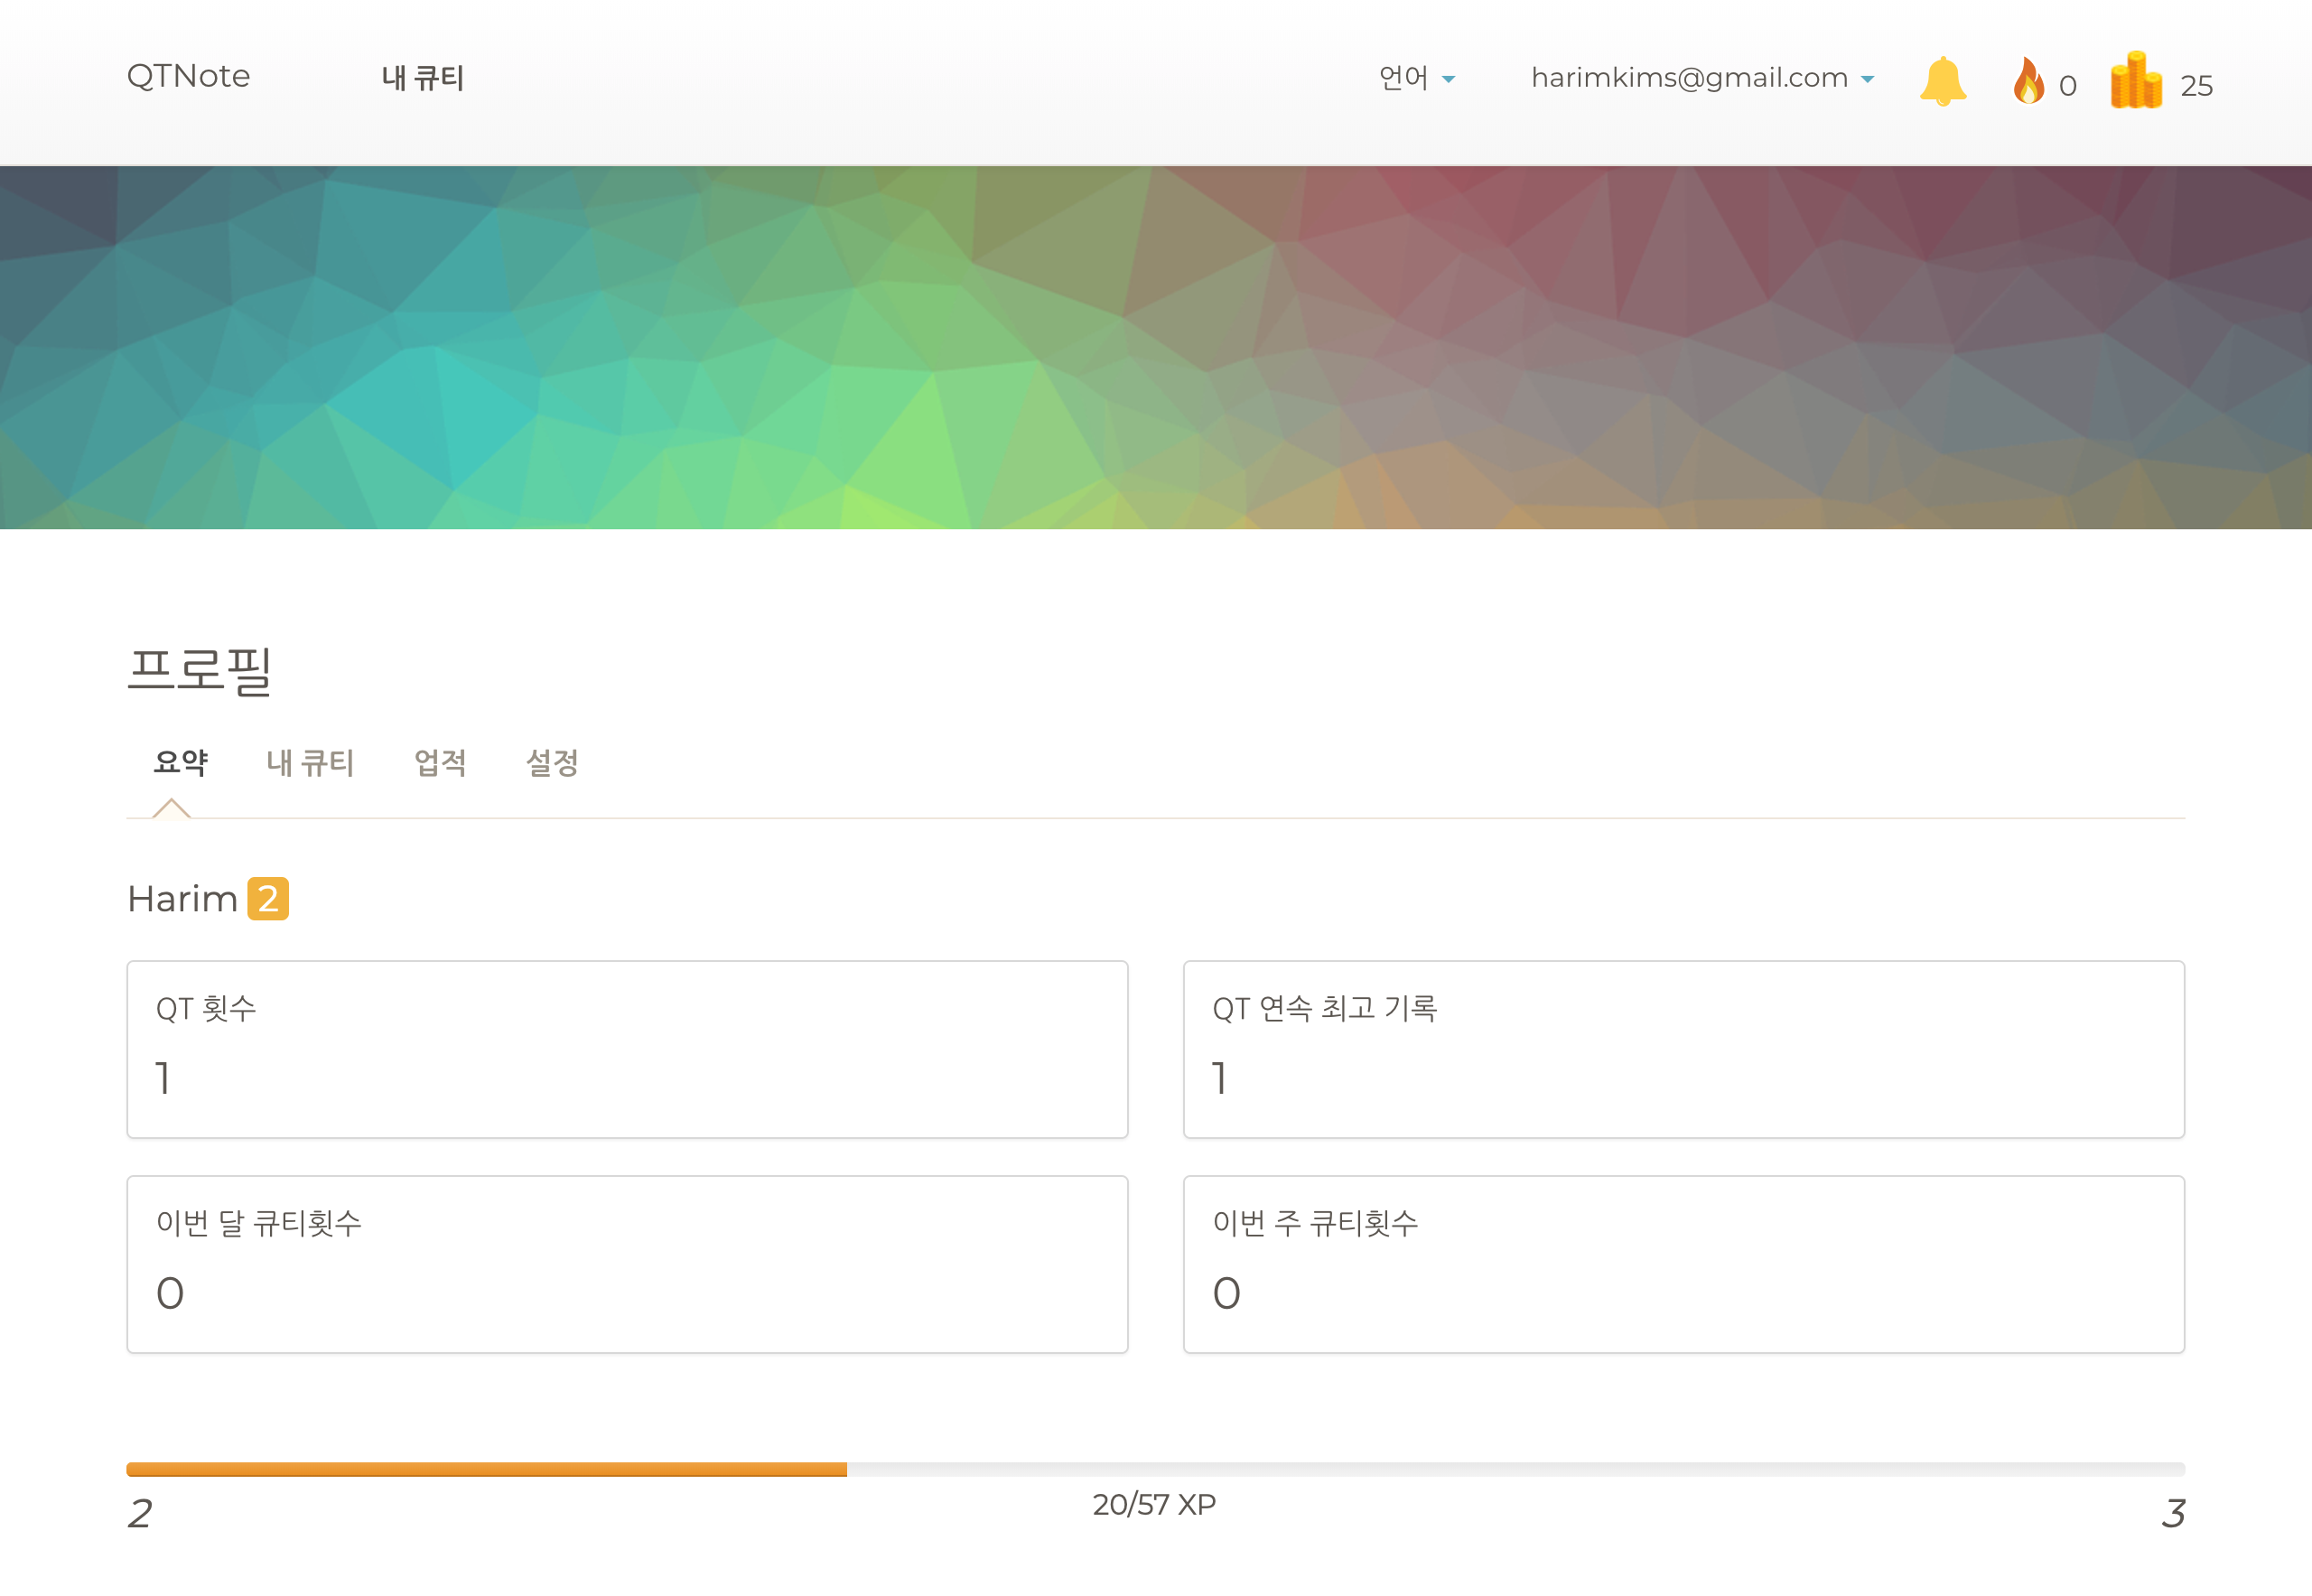 QTNote 내 큐티 언어 harimkims@gmail.com 0 25
프로필
요약 내 큐티 업적 설정
Harim 2
QT 횟수
1
QT 연속 최고 기록
1
이번 달 큐티횟수
0
이번 주 큐티횟수
0
2 20/57 XP 3